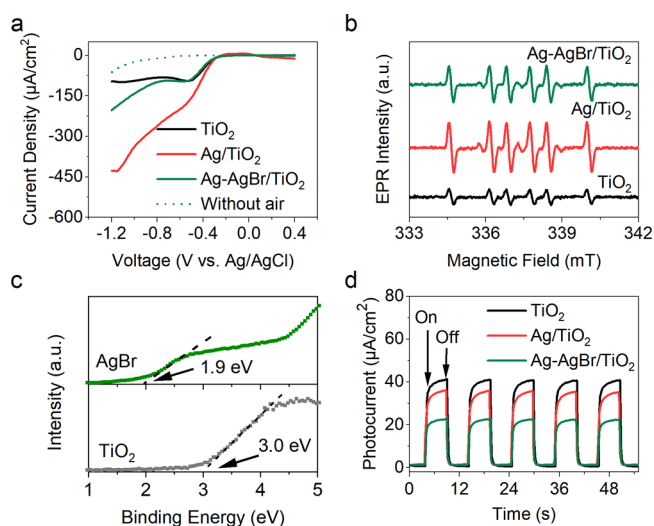 a
0
-150
-300
-450
-600
-1.2
-0.8
-0.4
0.0
0.4
Current Density (μA/cm²)
Voltage (V vs. Ag/AgCl)
TiO₂
Ag/TiO₂
Ag-AgBr/TiO₂
Without air
b
EPR Intensity (a.u.)
Ag-AgBr/TiO₂
Ag/TiO₂
TiO₂
333
336
339
342
Magnetic Field (mT)
c
Intensity (a.u.)
AgBr
1.9 eV
TiO₂
3.0 eV
1
2
3
4
5
Binding Energy (eV)
d
80
60
40
20
0
Photocurrent (μA/cm²)
On
Off
TiO₂
Ag/TiO₂
Ag-AgBr/TiO₂
0
12
24
36
48
Time (s)